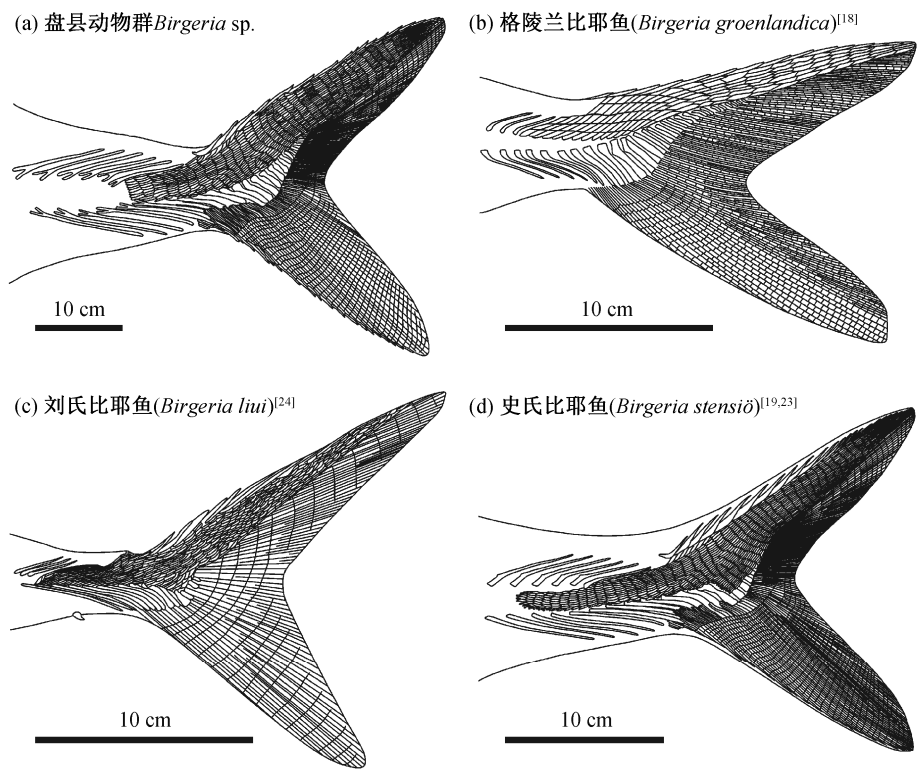 (a) 盘县动物群Birgeria sp.
(b) 格陵兰比耶鱼(Birgeria groenlandica)[18]
10 cm
10 cm
(c) 刘氏比耶鱼(Birgeria liui)[24]
(d) 史氏比耶鱼(Birgeria stensiö)[19,23]
10 cm
10 cm